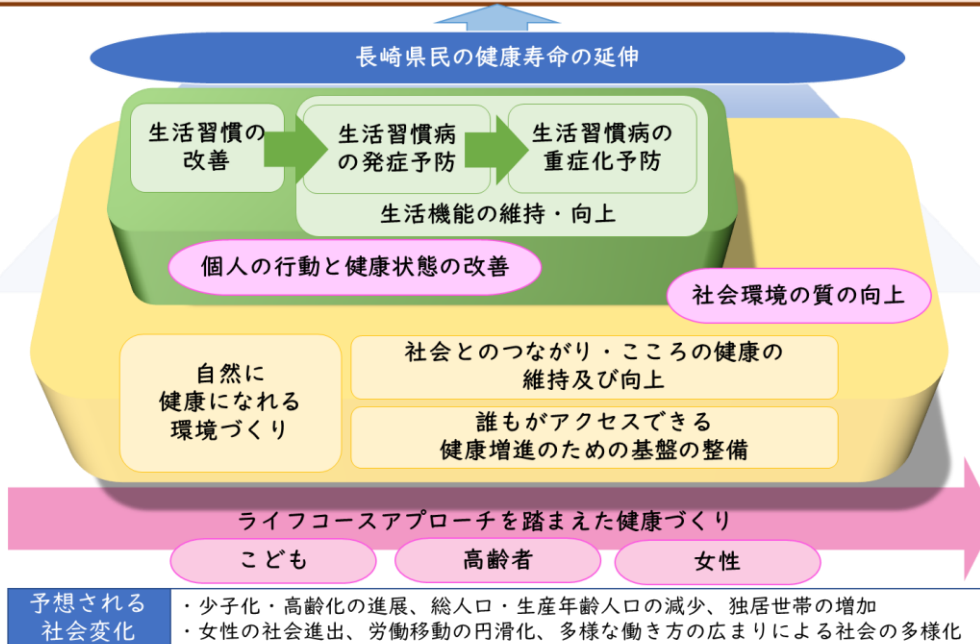 長崎県民の健康寿命の延伸
生活習慣の
改善
生活習慣病
の発症予防
生活習慣病の
重症化予防
生活機能の維持・向上
個人の行動と健康状態の改善
社会環境の質の向上
自然に
健康になれる
環境づくり
社会とのつながり・こころの健康の
維持及び向上
誰もがアクセスできる
健康増進のための基盤の整備
ライフコースアプローチを踏まえた健康づくり
こども
高齢者
女性
予想される
社会変化
・少子化・高齢化の進展、総人口・生産年齢人口の減少、独居世帯の増加
・女性の社会進出、労働移動の円滑化、多様な働き方の広まりによる社会の多様化